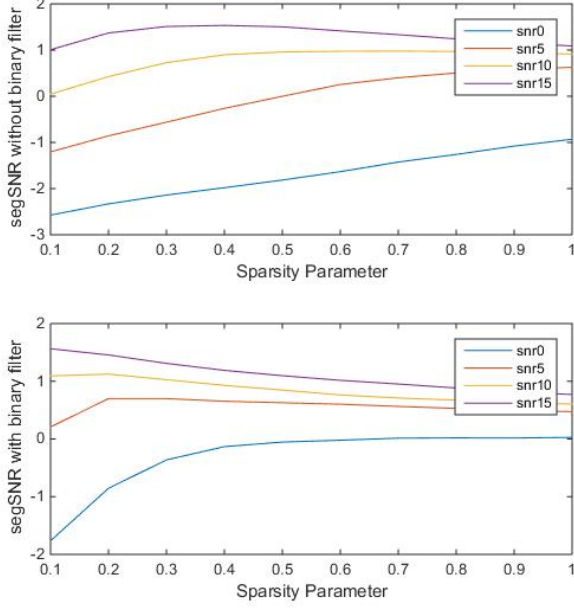 2
1
0
-1
-2
-3
segSNR without binary filter
snr0
snr5
snr10
snr15
0.1 0.2 0.3 0.4 0.5 0.6 0.7 0.8 0.9 1
Sparsity Parameter
2
1
0
-1
-2
segSNR with binary filter
snr0
snr5
snr10
snr15
0.1 0.2 0.3 0.4 0.5 0.6 0.7 0.8 0.9 1
Sparsity Parameter